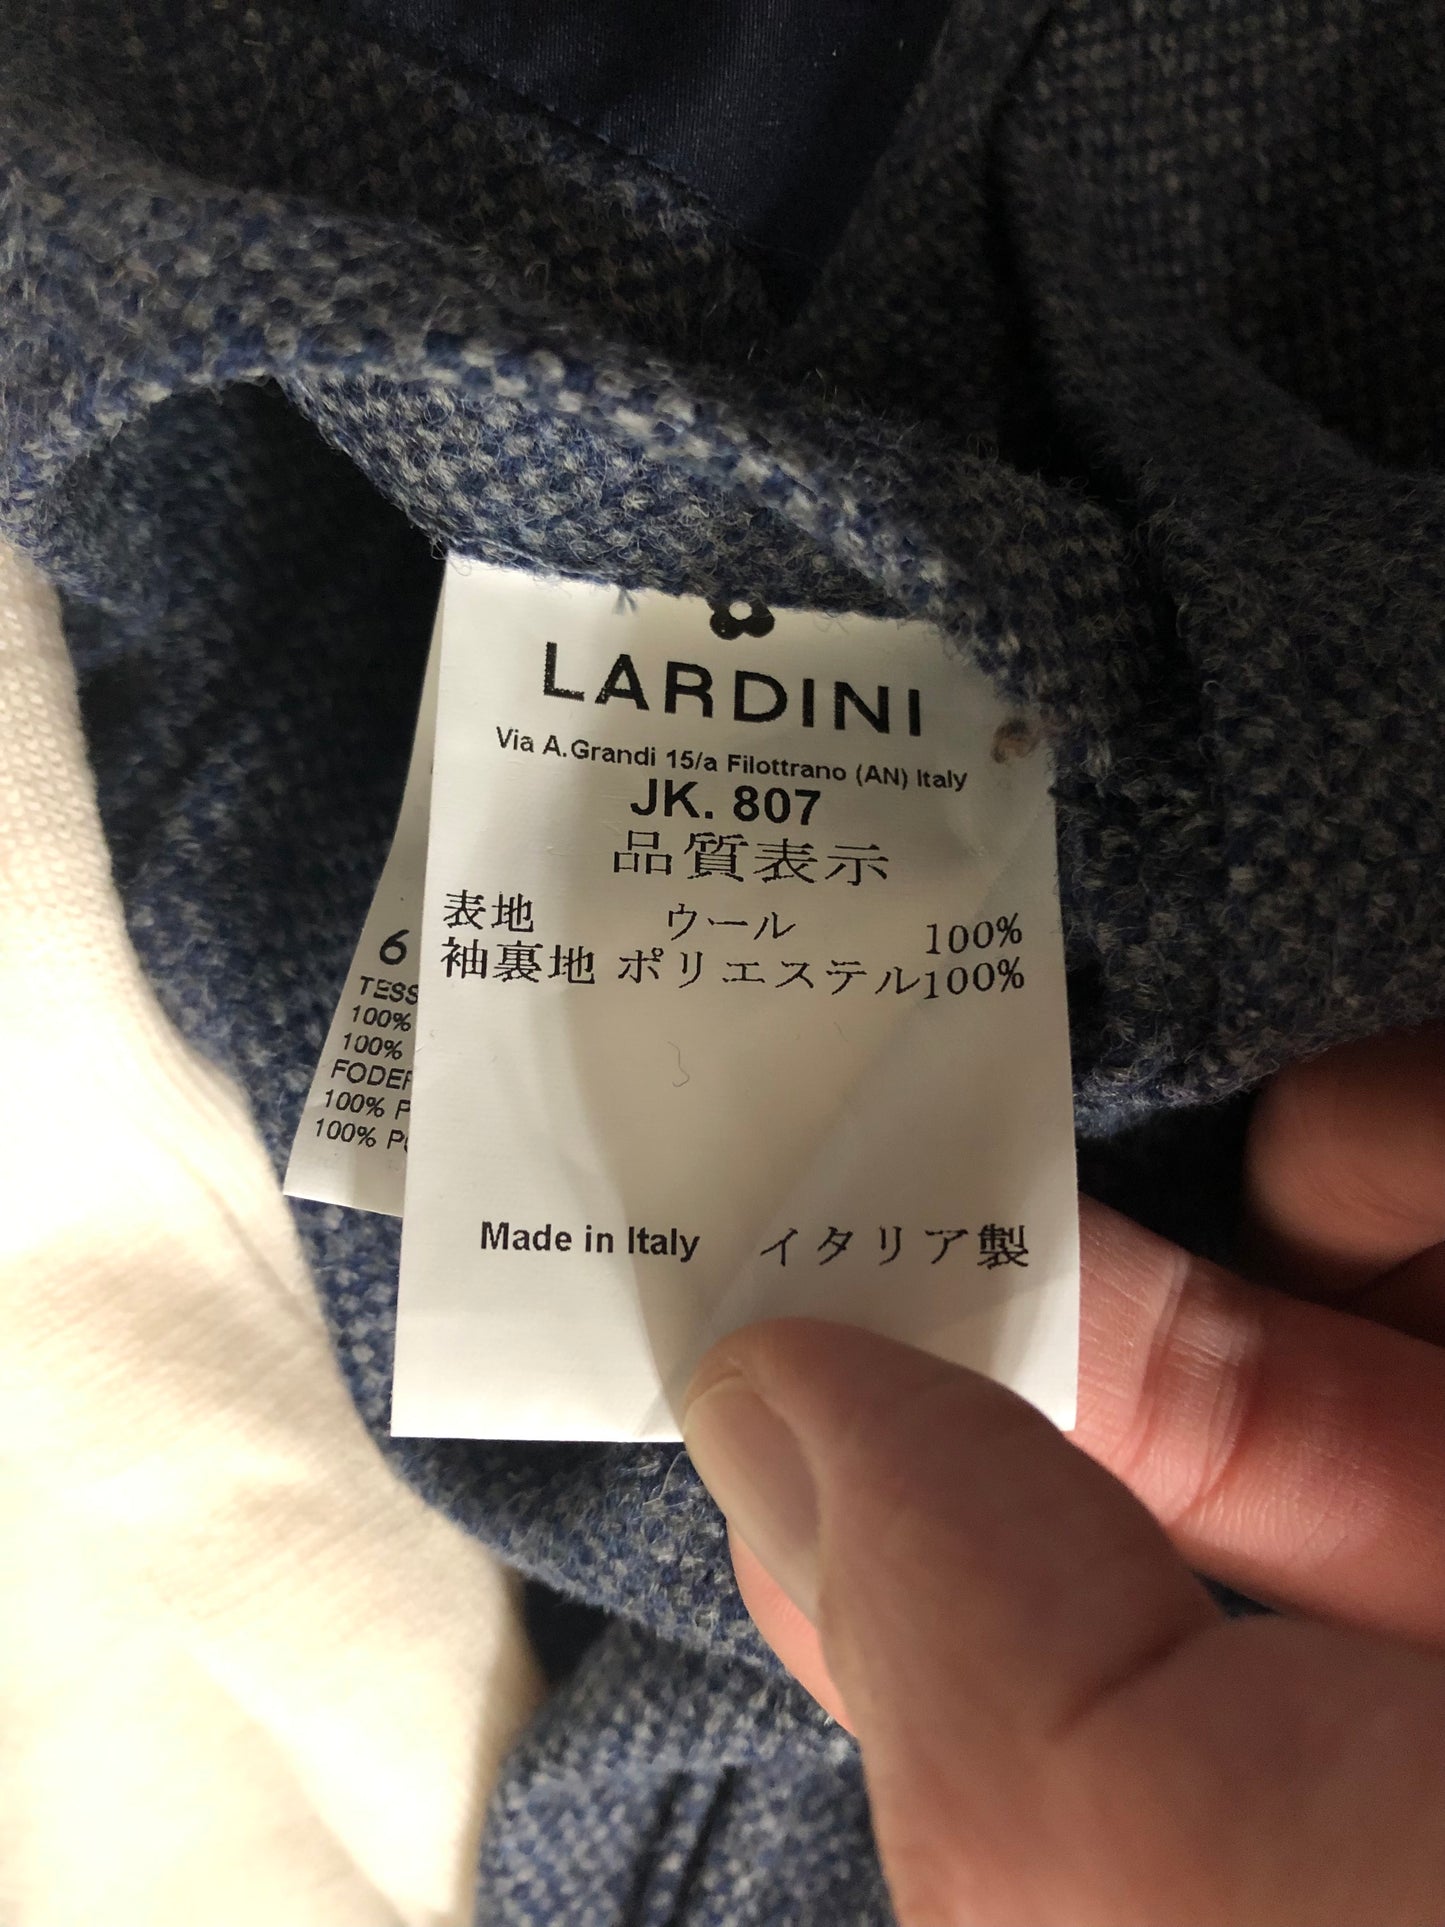 LARDINI
Via A.Grandi 15/a Filottrano (AN) Italy
JK. 807
品質表示
表地 ウール 100%
袖裏地 ポリエステル100%
Made in Italy イタリア製
6
TESS
100%
100%
FODER
100% P
100% P